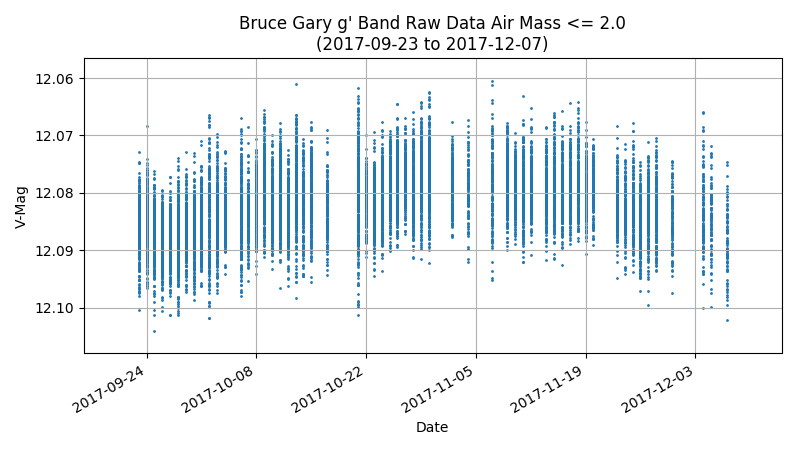 Bruce Gary g' Band Raw Data Air Mass <= 2.0
(2017-09-23 to 2017-12-07)
12.06
12.07
12.08
12.09
12.10
V-Mag
2017-09-24
2017-10-08
2017-10-22
2017-11-05
2017-11-19
2017-12-03
Date